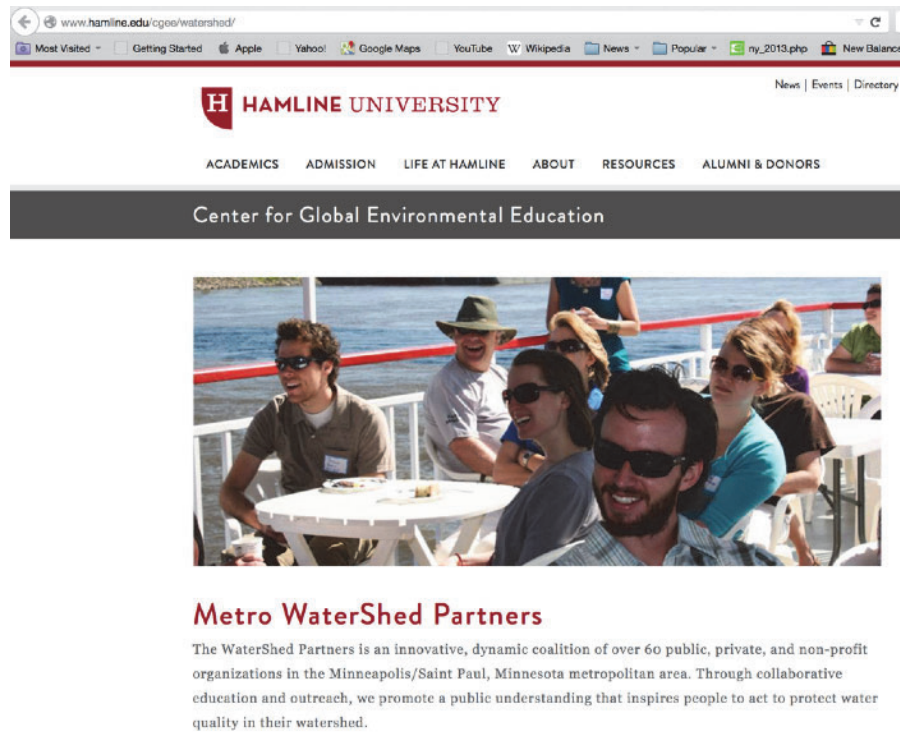 www.hamline.edu/cgee/watershed/
Most Visited Getting Started Apple Yahoo! Google Maps YouTube Wikipedia News Popular ny_2013.php New Balance
News | Events | Directory
H HAMLINE UNIVERSITY
ACADEMICS ADMISSION LIFE AT HAMLINE ABOUT RESOURCES ALUMNI & DONORS
Center for Global Environmental Education
Metro WaterShed Partners
The WaterShed Partners is an innovative, dynamic coalition of over 60 public, private, and non-profit
organizations in the Minneapolis/Saint Paul, Minnesota metropolitan area. Through collaborative
education and outreach, we promote a public understanding that inspires people to act to protect water
quality in their watershed.